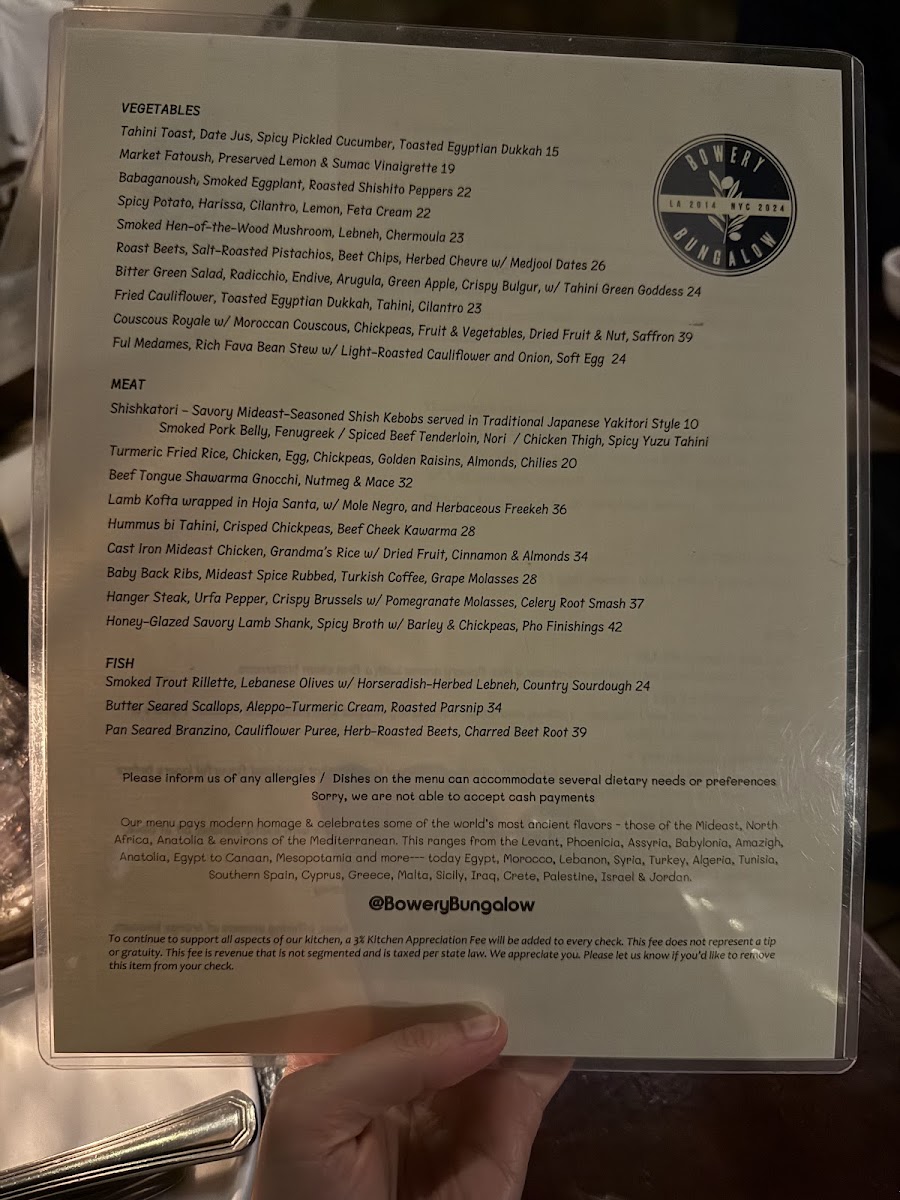 VEGETABLES
Tahini Toast, Date Jus, Spicy Pickled Cucumber, Toasted Egyptian Dukkah 15
Market Fatoush, Preserved Lemon & Sumac Vinaigrette 19
Babaganoush, Smoked Eggplant, Roasted Shishito Peppers 22
Spicy Potato, Harissa, Cilantro, Lemon, Feta Cream 22
Smoked Hen-of-the-Wood Mushroom, Lebneh, Chermoula 23
Roast Beets, Salt-Roasted Pistachios, Beet Chips, Herbed Chevre w/ Medjool Dates 26
Bitter Green Salad, Radicchio, Endive, Arugula, Green Apple, Crispy Bulgur, w/ Tahini Green Goddess 24
Fried Cauliflower, Toasted Egyptian Dukkah, Tahini, Cilantro 23
Couscous Royale w/ Moroccan Couscous, Chickpeas, Fruit & Vegetables, Dried Fruit & Nut, Saffron 39
Ful Medames, Rich Fava Bean Stew w/ Light-Roasted Cauliflower and Onion, Soft Egg 24
BOWERY
LA 2014 NYC 2024
BUNGALOW
MEAT
Shishkatori - Savory Mideast-Seasoned Shish Kebobs served in Traditional Japanese Yakitori Style 10
Smoked Pork Belly, Fenugreek / Spiced Beef Tenderloin, Nori / Chicken Thigh, Spicy Yuzu Tahini
Turmeric Fried Rice, Chicken, Egg, Chickpeas, Golden Raisins, Almonds, Chilies 20
Beef Tongue Shawarma Gnocchi, Nutmeg & Mace 32
Lamb Kofta wrapped in Hoja Santa, w/ Mole Negro, and Herbaceous Freekeh 36
Hummus bi Tahini, Crisped Chickpeas, Beef Cheek Kawarma 28
Cast Iron Mideast Chicken, Grandma's Rice w/ Dried Fruit, Cinnamon & Almonds 34
Baby Back Ribs, Mideast Spice Rubbed, Turkish Coffee, Grape Molasses 28
Hanger Steak, Urfa Pepper, Crispy Brussels w/ Pomegranate Molasses, Celery Root Smash 37
Honey-Glazed Savory Lamb Shank, Spicy Broth w/ Barley & Chickpeas, Pho Finishings 42
FISH
Smoked Trout Rillette, Lebanese Olives w/ Horseradish-Herbed Lebneh, Country Sourdough 24
Butter Seared Scallops, Aleppo-Turmeric Cream, Roasted Parsnip 34
Pan Seared Branzino, Cauliflower Puree, Herb-Roasted Beets, Charred Beet Root 39
Please inform us of any allergies / Dishes on the menu can accommodate several dietary needs or preferences
Sorry, we are not able to accept cash payments
Our menu pays modern homage & celebrates some of the world's most ancient flavors - those of the Mideast, North
Africa, Anatolia & environs of the Mediterranean. This ranges from the Levant, Phoenicia, Assyria, Babylonia, Amazigh,
Anatolia, Egypt to Canaan, Mesopotamia and more--- today Egypt, Morocco, Lebanon, Syria, Turkey, Algeria, Tunisia,
Southern Spain, Cyprus, Greece, Malta, Sicily, Iraq, Crete, Palestine, Israel & Jordan.
@BoweryBungalow
To continue to support all aspects of our kitchen, a 3% Kitchen Appreciation Fee will be added to every check. This fee does not represent a tip
or gratuity. This fee is revenue that is not segmented and is taxed per state law. We appreciate you. Please let us know if you'd like to remove
this item from your check.